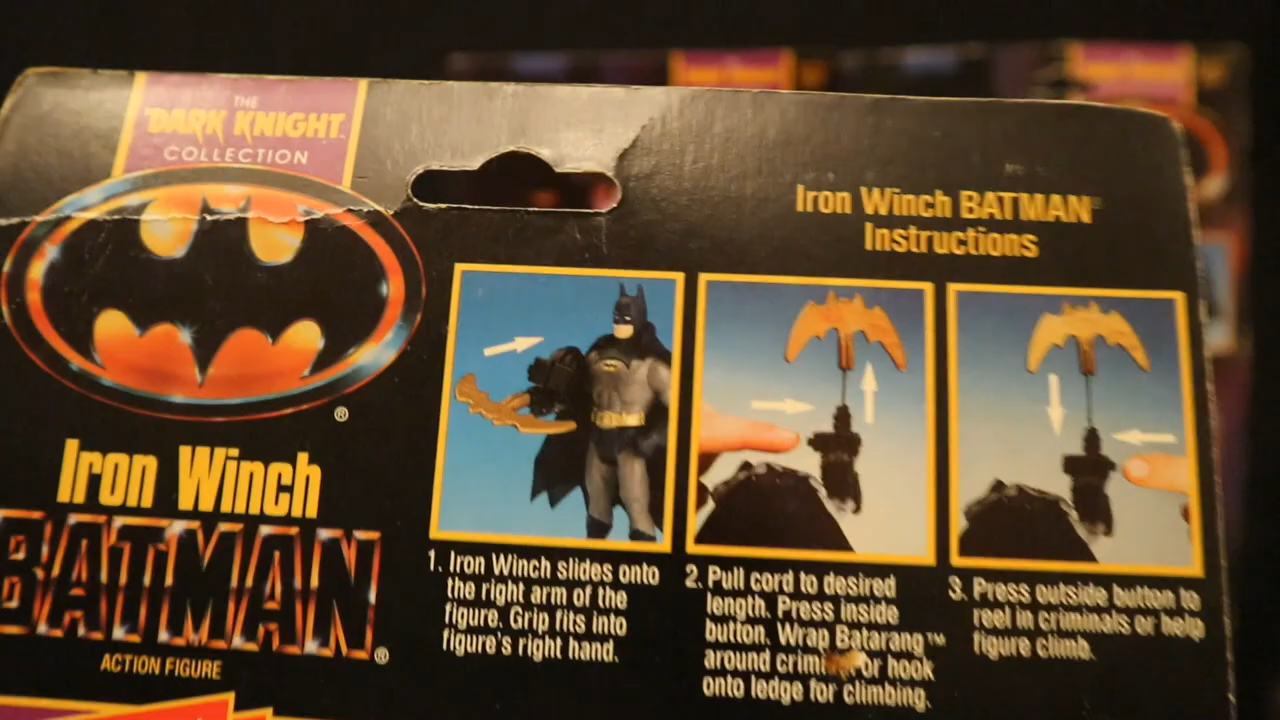 THE
DARK KNIGHT™
COLLECTION
®
Iron Winch
BATMAN®
ACTION FIGURE
Iron Winch BATMAN®
Instructions
1. Iron Winch slides onto
the right arm of the
figure. Grip fits into
figure's right hand.
2. Pull cord to desired
length. Press inside
button. Wrap Batarang™
around or hook
onto ledge for climbing.
3. Press outside button to
reel in criminals or help
figure climb.